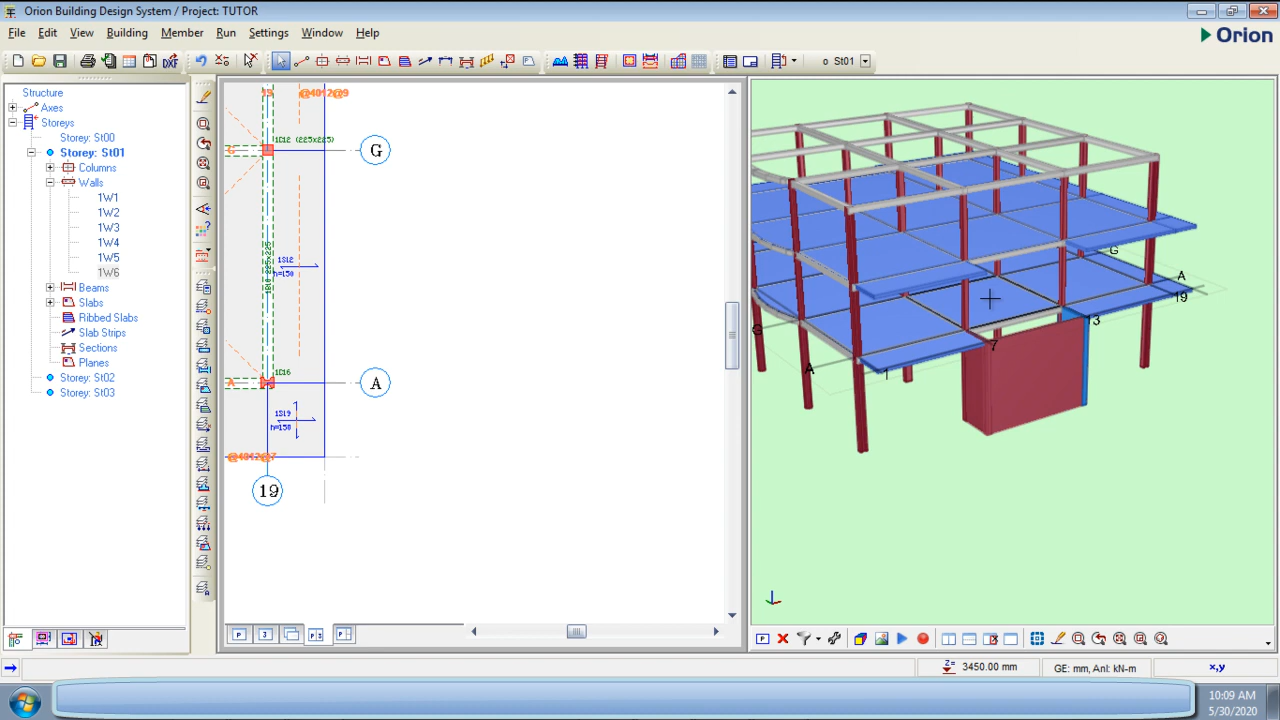 Orion Building Design System / Project: TUTOR
File Edit View Building Member Run Settings Window Help
Orion
o St01
Structure
Axes
Storeys
Storey: St00
Storey: St01
Columns
Walls
1W1
1W2
1W3
1W4
1W5
1W6
Beams
Slabs
Ribbed Slabs
Slab Strips
Sections
Planes
Storey: St02
Storey: St03
G
1C12 (225x225)
G
1S12
h=150
1C16
A
A
1S19
h=150
19
G
A
19
13
G
A
7
1
Z= 3450.00 mm
GE: mm, Anl: kN-m
x,y
10:09 AM
5/30/2020